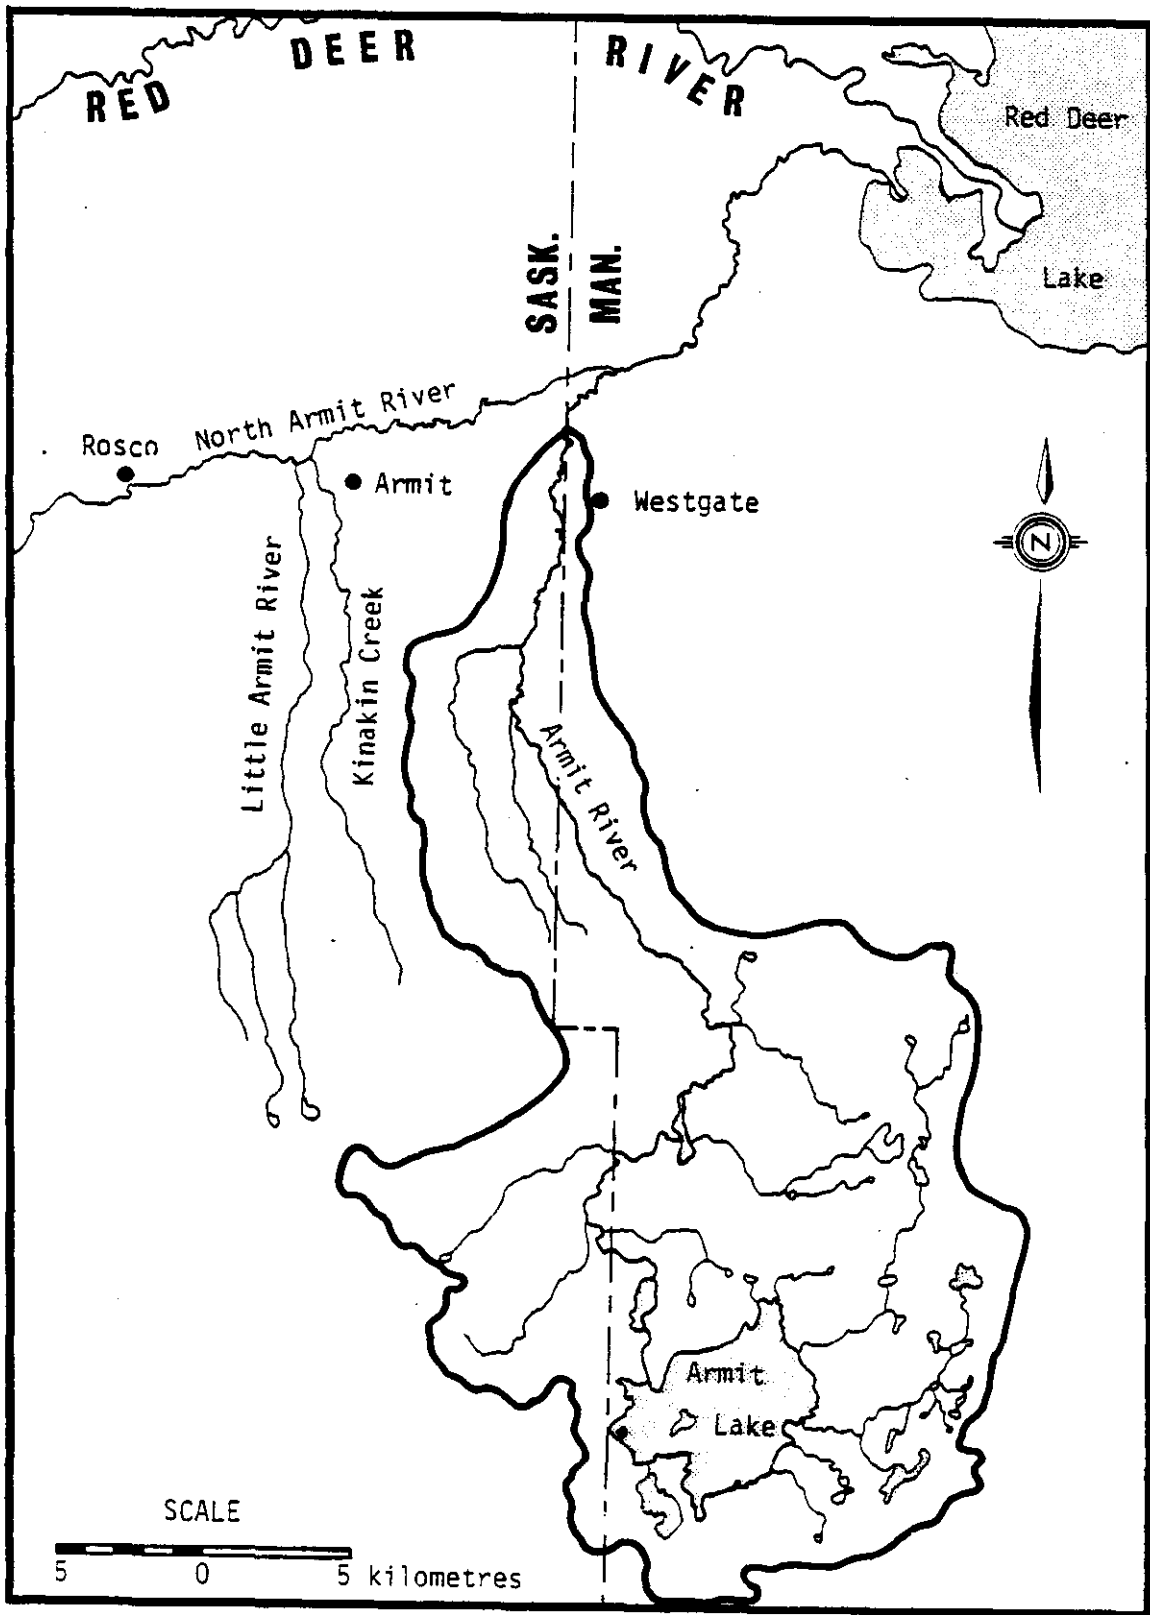 RED DEER RIVER
Red Deer
Lake
SASK.
MAN.
North Armit River
Rosco
Armit
Westgate
N
Little Armit River
Kinakin Creek
Armit River
Armit
Lake
SCALE
5 0 5 kilometres